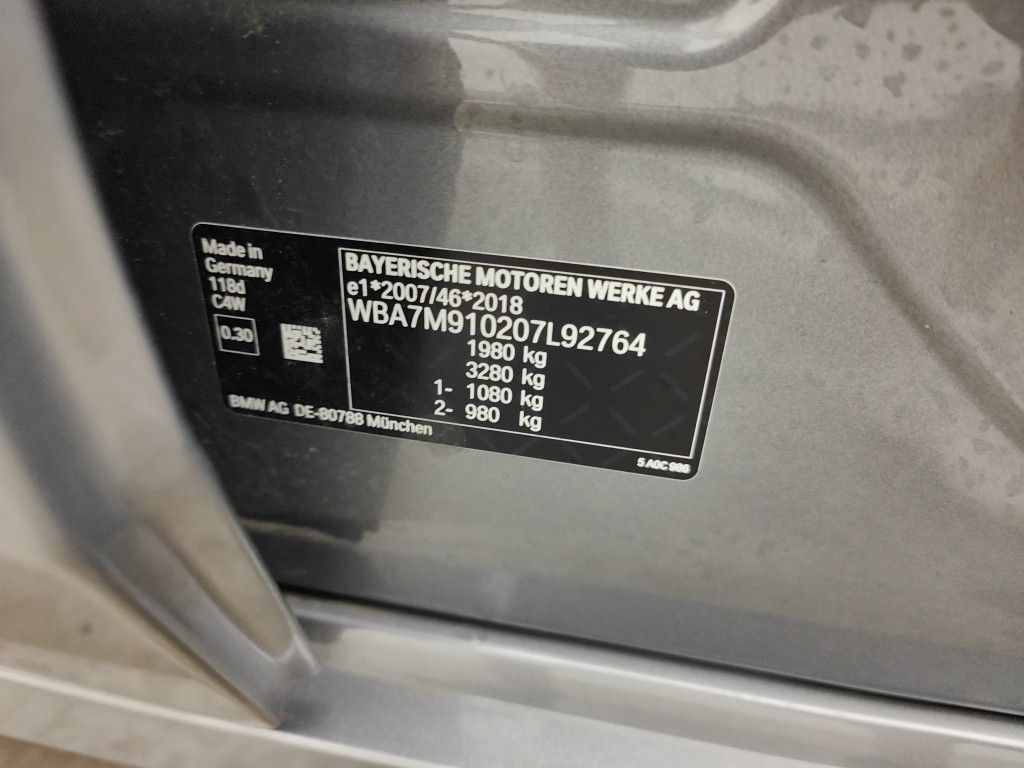 Made in
Germany
118d
C4W
0.30
BAYERISCHE MOTOREN WERKE AG
e1*2007/46*2018
WBA7M910207L92764
1980 kg
3280 kg
1- 1080 kg
2- 980 kg
BMW AG DE-80788 München
5 A0C 986